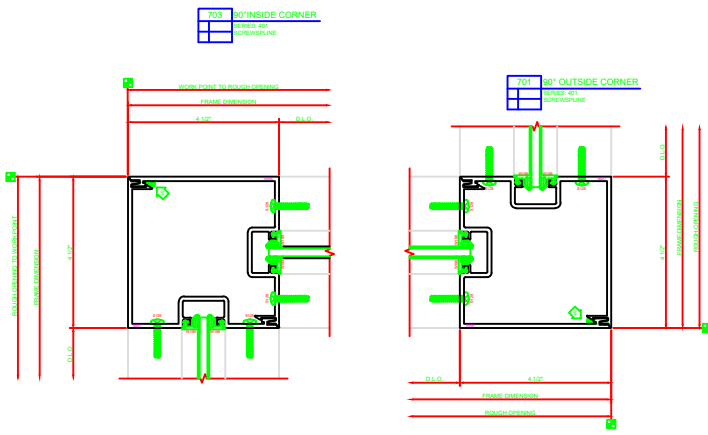 703
90°INSIDE CORNER
SERIES: 401
SCREWSPLINE
WORK POINT TO ROUGH OPENING
FRAME DIMENSION
4 1/2"
D.L.O.
ROUGH OPENING TO WORK POINT
FRAME DIMENSION
4 1/2"
D.L.O.
701
90° OUTSIDE CORNER
SERIES: 401
SCREWSPLINE
D.L.O.
FRAME DIMENSION
ROUGH OPENING
4 1/2"
D.L.O.
4 1/2"
FRAME DIMENSION
ROUGH OPENING